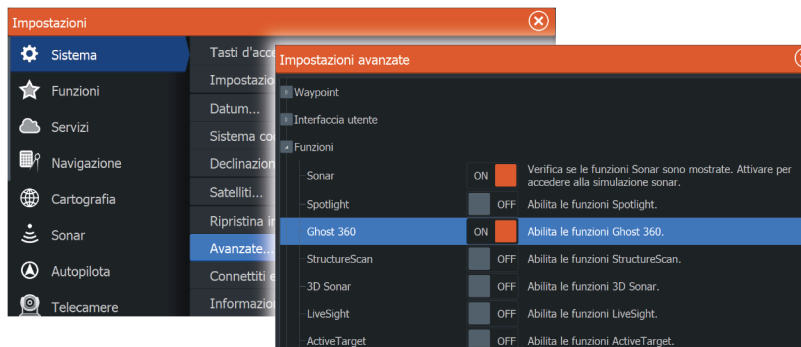 Impostazioni
Sistema
Funzioni
Servizi
Navigazione
Cartografia
Sonar
Autopilota
Telecamere
Tasti d'acce
Impostazio
Datum...
Sistema co
Declinazion
Satelliti...
Ripristina in
Avanzate...
Connettiti e
Informazio
Impostazioni avanzate
Waypoint
Interfaccia utente
Funzioni
Sonar ON Verifica se le funzioni Sonar sono mostrate. Attivare per
accedere alla simulazione sonar.
Spotlight OFF Abilita le funzioni Spotlight.
Ghost 360 ON Abilita le funzioni Ghost 360.
StructureScan OFF Abilita le funzioni StructureScan.
3D Sonar OFF Abilita le funzioni 3D Sonar.
LiveSight OFF Abilita le funzioni LiveSight.
ActiveTarget OFF Abilita le funzioni ActiveTarget.